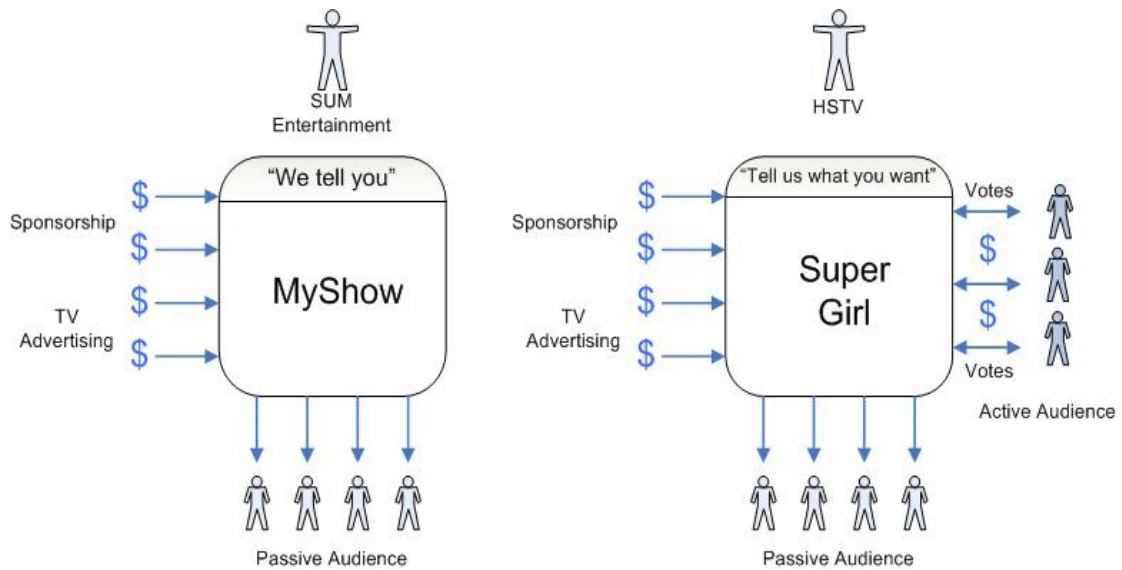 SUM
Entertainment
“We tell you”
$
Sponsorship
$
MyShow
$
TV
Advertising
$
Passive Audience
HSTV
“Tell us what you want”
$
Sponsorship
$
Super
Girl
$
TV
Advertising
$
Votes
$
$
Votes
Active Audience
Passive Audience